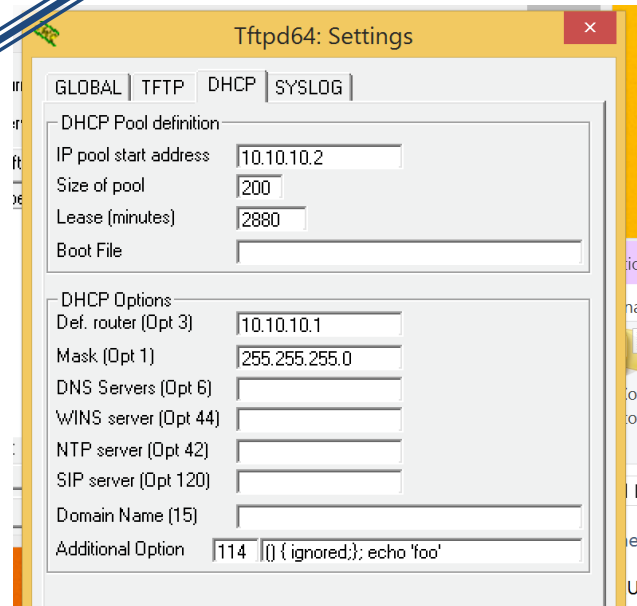 Tftpd64: Settings
GLOBAL TFTP DHCP SYSLOG
DHCP Pool definition
IP pool start address 10.10.10.2
Size of pool 200
Lease (minutes) 2880
Boot File
DHCP Options
Def. router (Opt 3) 10.10.10.1
Mask (Opt 1) 255.255.255.0
DNS Servers (Opt 6)
WINS server (Opt 44)
NTP server (Opt 42)
SIP server (Opt 120)
Domain Name (15)
Additional Option 114 () { ignored;}; echo 'foo'